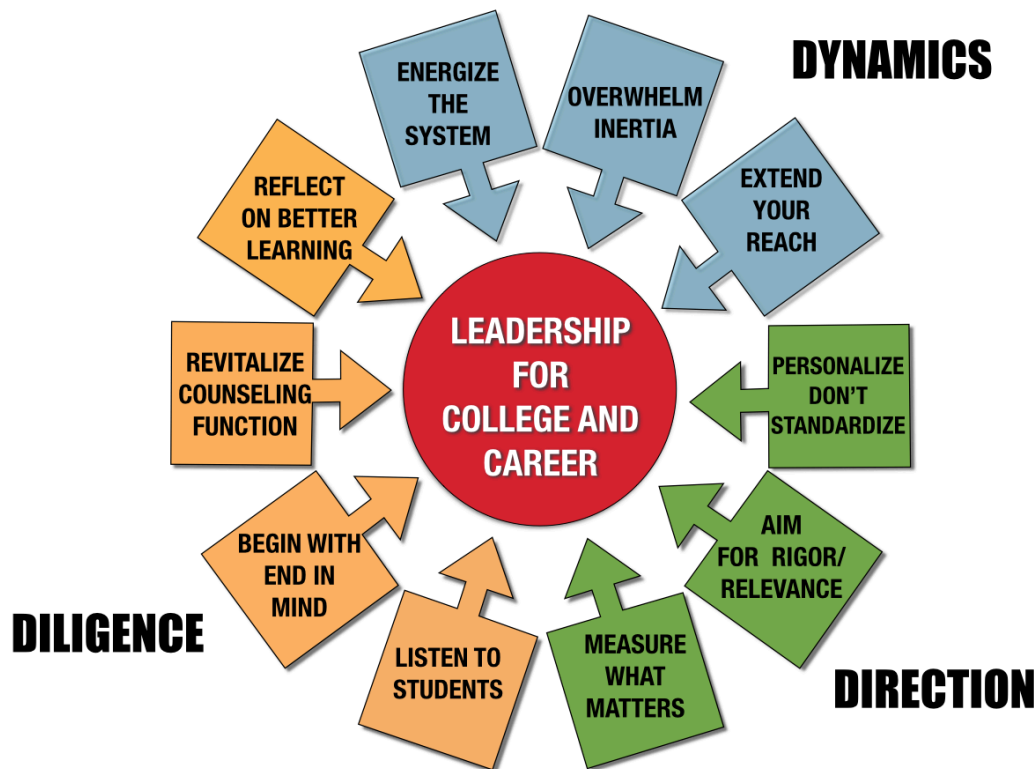 DYNAMICS
ENERGIZE
THE
SYSTEM
OVERWHELM
INERTIA
EXTEND
YOUR
REACH
PERSONALIZE
DON'T
STANDARDIZE
AIM
FOR RIGOR/
RELEVANCE
DIRECTION
MEASURE
WHAT
MATTERS
LISTEN TO
STUDENTS
DILIGENCE
BEGIN WITH
END IN
MIND
REVITALIZE
COUNSELING
FUNCTION
REFLECT
ON BETTER
LEARNING
LEADERSHIP
FOR
COLLEGE AND
CAREER